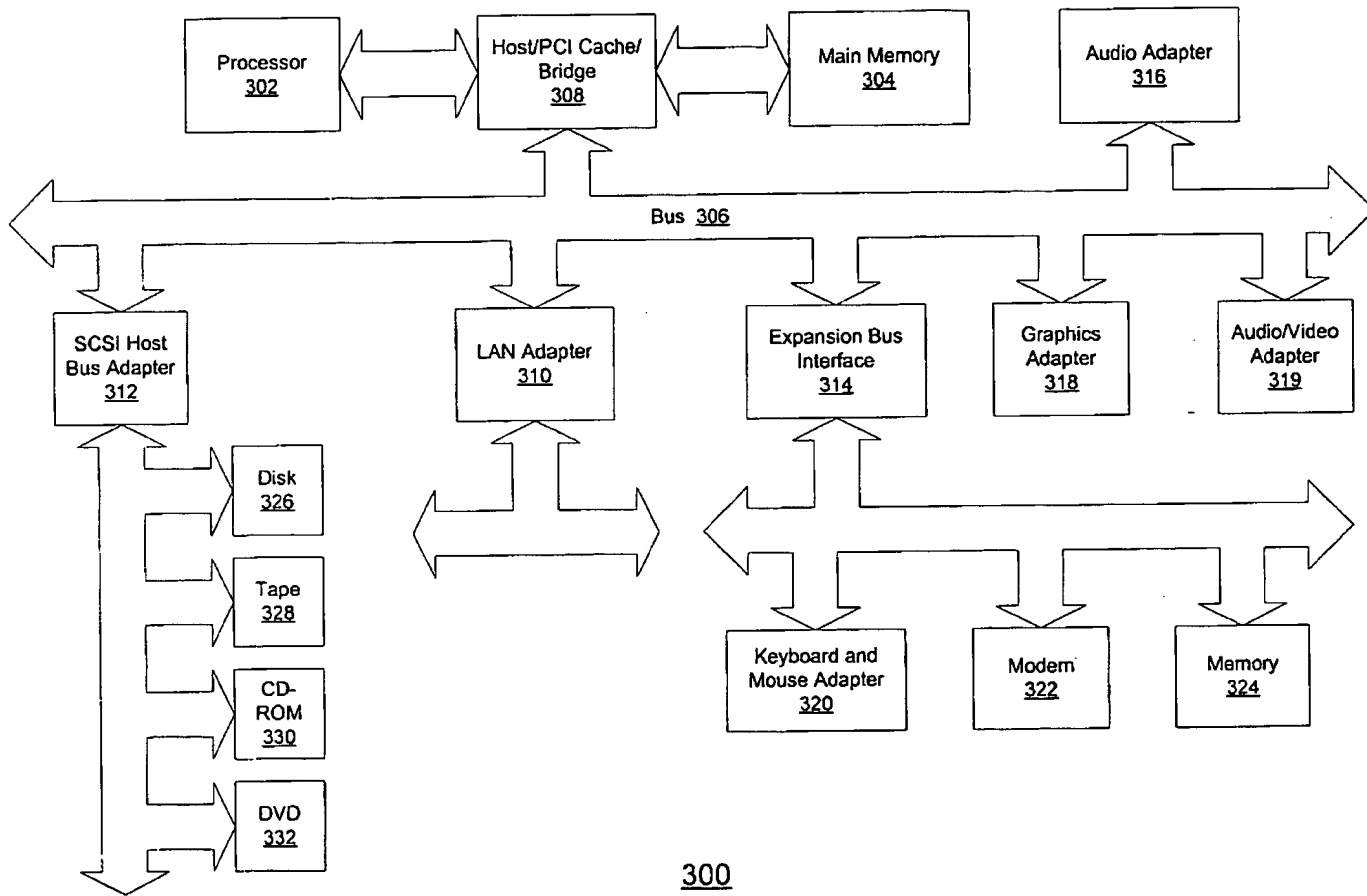 Processor
302
Host/PCI Cache/
Bridge
308
Main Memory
304
Audio Adapter
316
Bus 306
SCSI Host
Bus Adapter
312
LAN Adapter
310
Expansion Bus
Interface
314
Graphics
Adapter
318
Audio/Video
Adapter
319
Disk
326
Tape
328
CD-
ROM
330
DVD
332
Keyboard and
Mouse Adapter
320
Modem
322
Memory
324
300